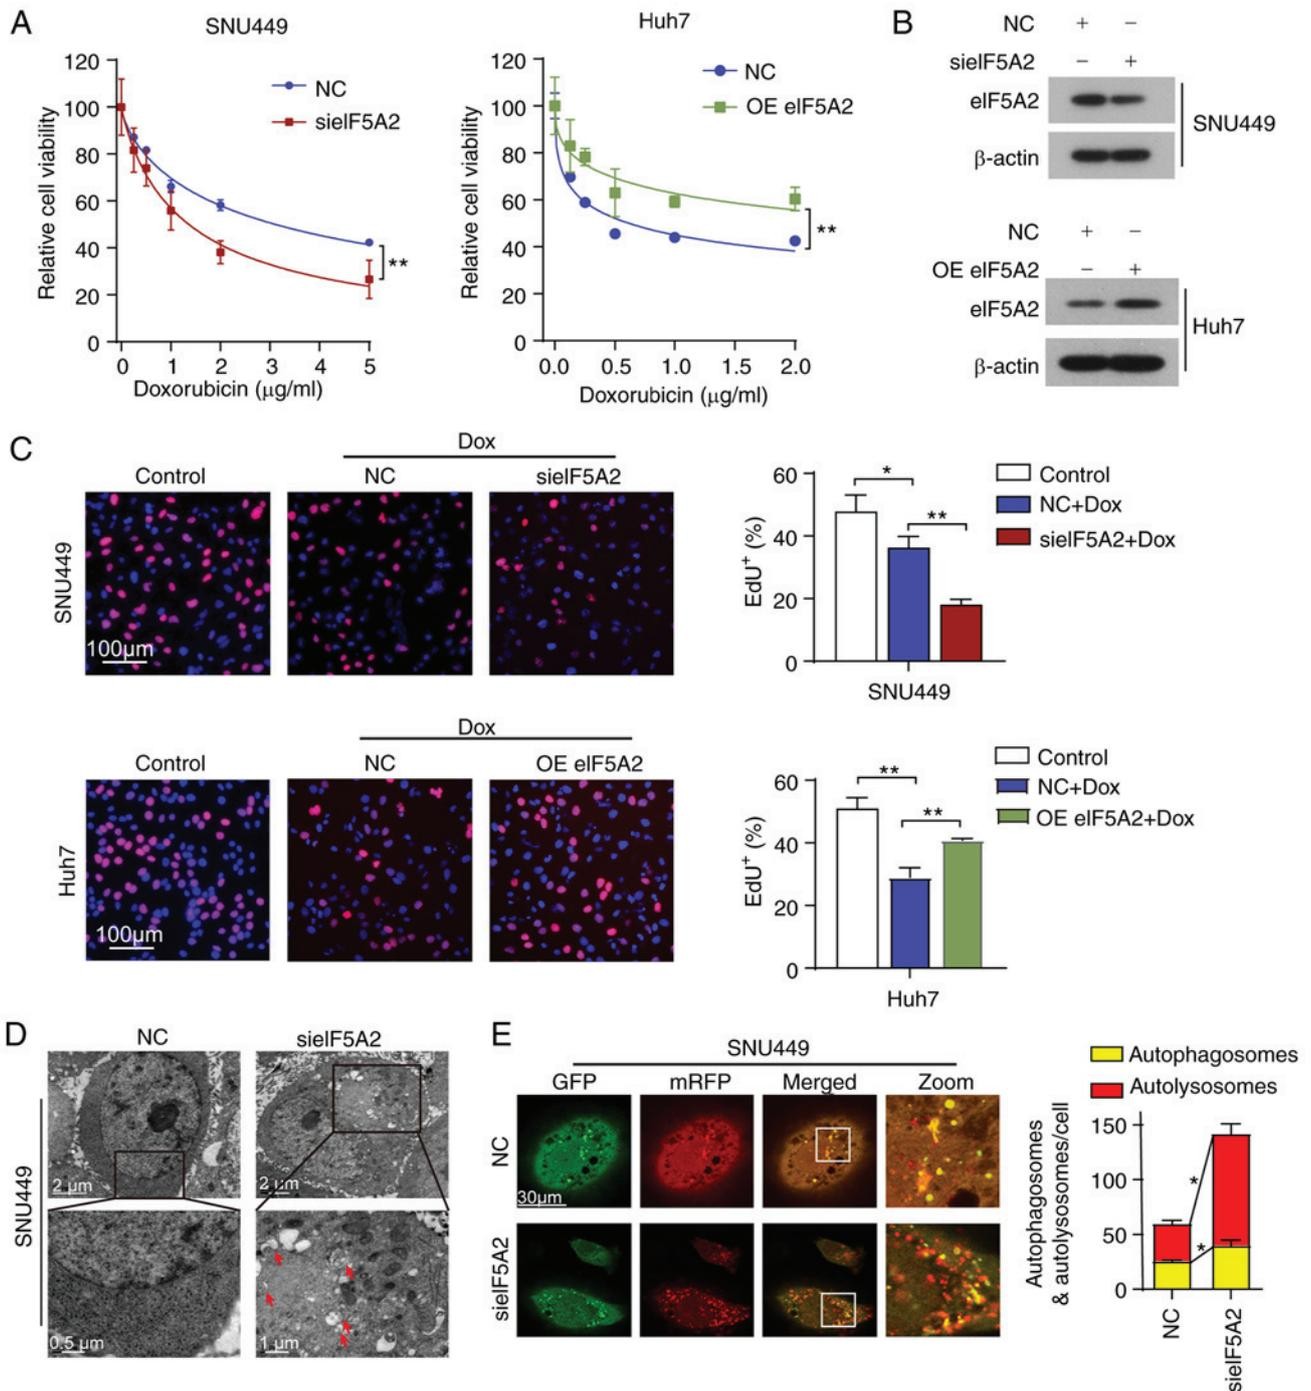 A
SNU449
120
100
80
60
40
20
0
Relative cell viability
NC
sieIF5A2
**
0 1 2 3 4 5
Doxorubicin (μg/ml)
Huh7
120
100
80
60
40
20
0
Relative cell viability
NC
OE eIF5A2
**
0.0 0.5 1.0 1.5 2.0
Doxorubicin (μg/ml)
B
NC + −
sieIF5A2 − +
eIF5A2
β-actin
SNU449
NC + −
OE eIF5A2 − +
eIF5A2
β-actin
Huh7
C
Dox
Control NC sieIF5A2
SNU449
100μm
60
40
20
0
EdU+ (%)
* **
SNU449
Control
NC+Dox
sieIF5A2+Dox
Dox
Control NC OE eIF5A2
Huh7
100μm
60
40
20
0
EdU+ (%)
** **
Huh7
Control
NC+Dox
OE eIF5A2+Dox
D
NC sieIF5A2
SNU449
2 μm 2 μm
0.5 μm 1 μm
E
SNU449
GFP mRFP Merged Zoom
NC
30μm
sieIF5A2
Autophagosomes
Autolysosomes
Autophagosomes
& autolysosomes/cell
150
100
50
0
* *
NC
sieIF5A2